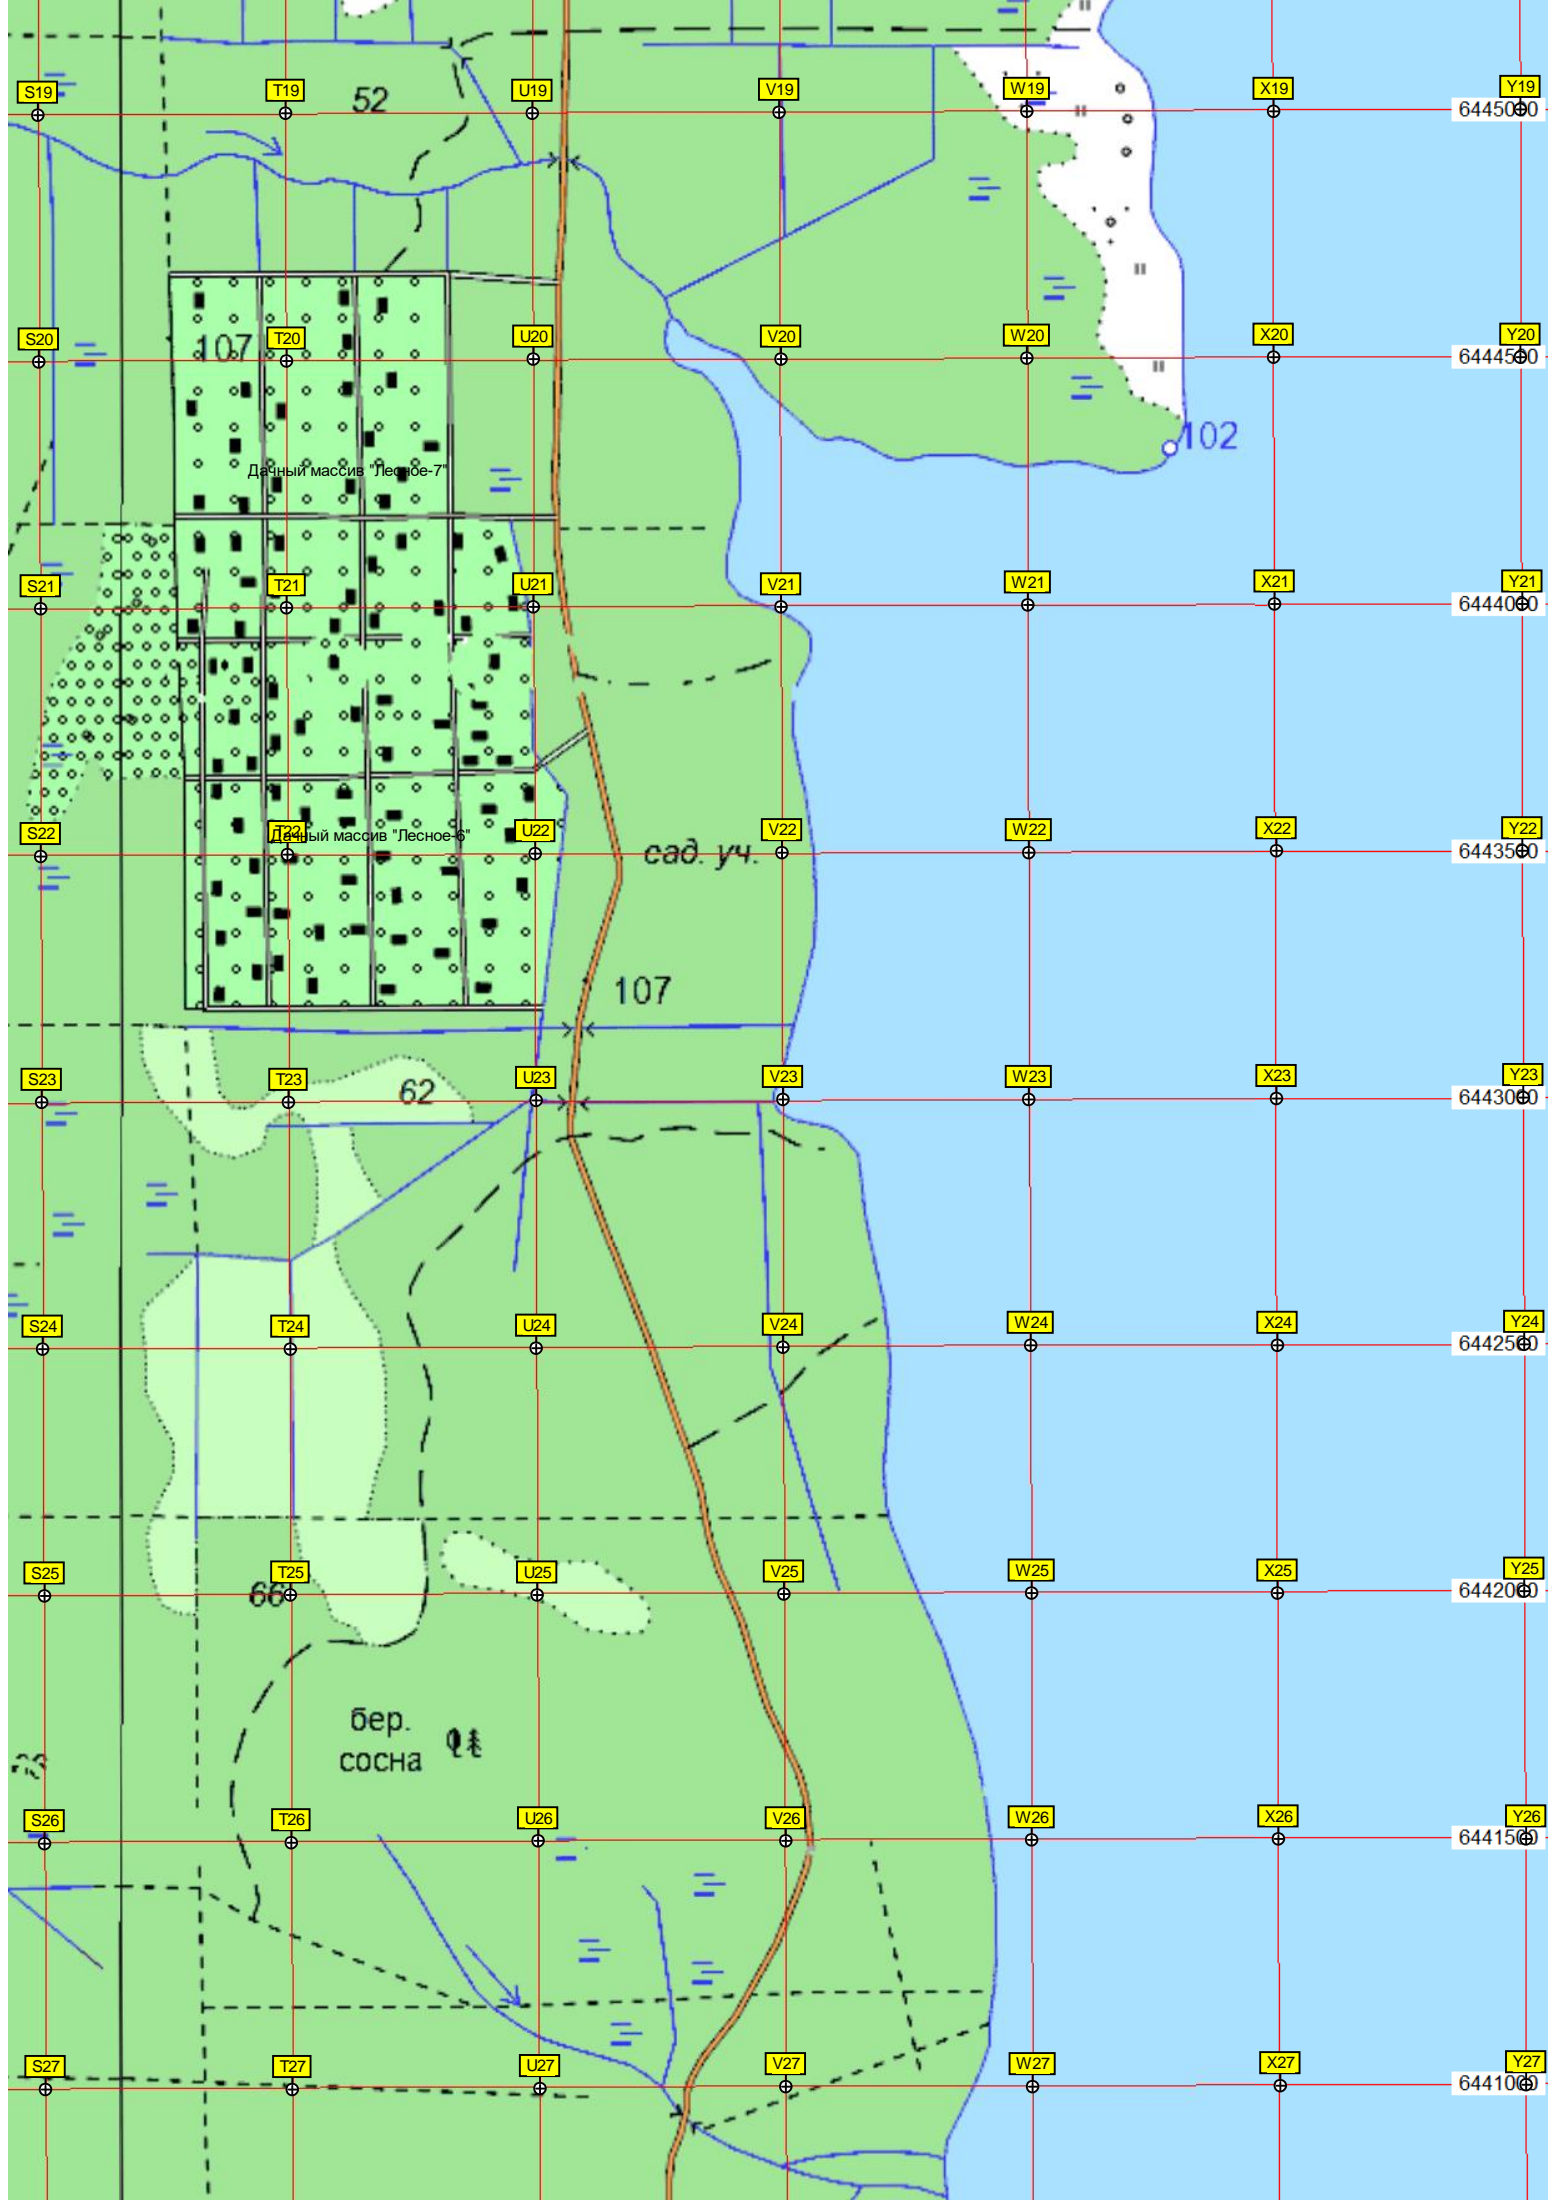 S19 T19 52 U19 V19 W19 X19 Y19
6445000
S20 107 T20 U20 V20 W20 X20 Y20
6444500
102
Дачный массив "Лесное-7"
S21 T21 U21 V21 W21 X21 Y21
6444000
S22 T22 U22 V22 W22 X22 Y22
Дачный массив "Лесное-6"
сад. уч.
6443500
107
S23 T23 62 U23 V23 W23 X23 Y23
6443000
S24 T24 U24 V24 W24 X24 Y24
6442500
S25 T25 U25 V25 W25 X25 Y25
66
6442000
бер.
сосна
S26 T26 U26 V26 W26 X26 Y26
6441500
S27 T27 U27 V27 W27 X27 Y27
6441000